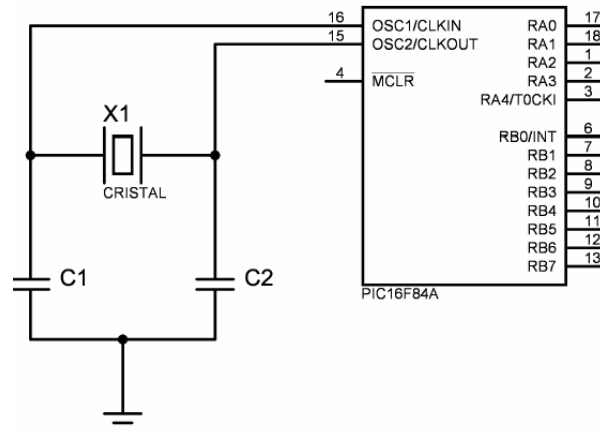 16 OSC1/CLKIN RA0 17
15 OSC2/CLKOUT RA1 18
RA2 1
4 MCLR RA3 2
RA4/T0CKI 3
X1
RB0/INT 6
RB1 7
RB2 8
CRISTAL RB3 9
RB4 10
RB5 11
RB6 12
C1 C2 RB7 13
PIC16F84A